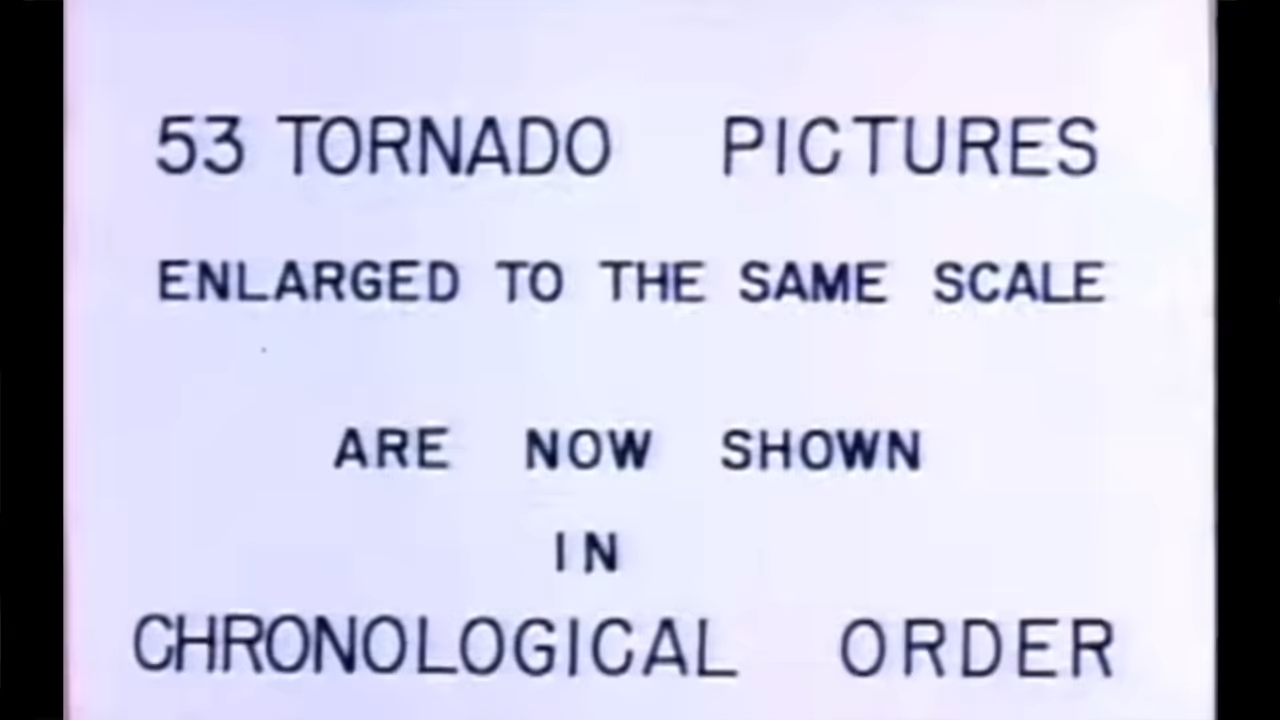 53 TORNADO PICTURES
ENLARGED TO THE SAME SCALE
ARE NOW SHOWN
IN
CHRONOLOGICAL ORDER